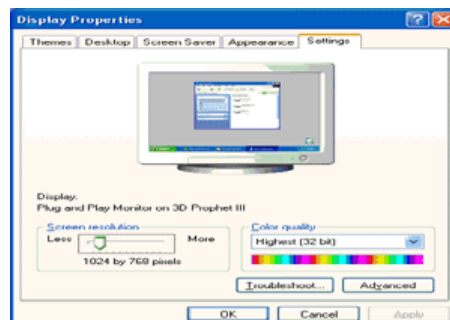 Display Properties
Themes Desktop Screen Saver Appearance Settings
Display:
Plug and Play Monitor on 3D Prophet III
Screen resolution
Less More
1024 by 768 pixels
Color quality
Highest (32 bit)
Troubleshoot... Advanced
OK Cancel Apply